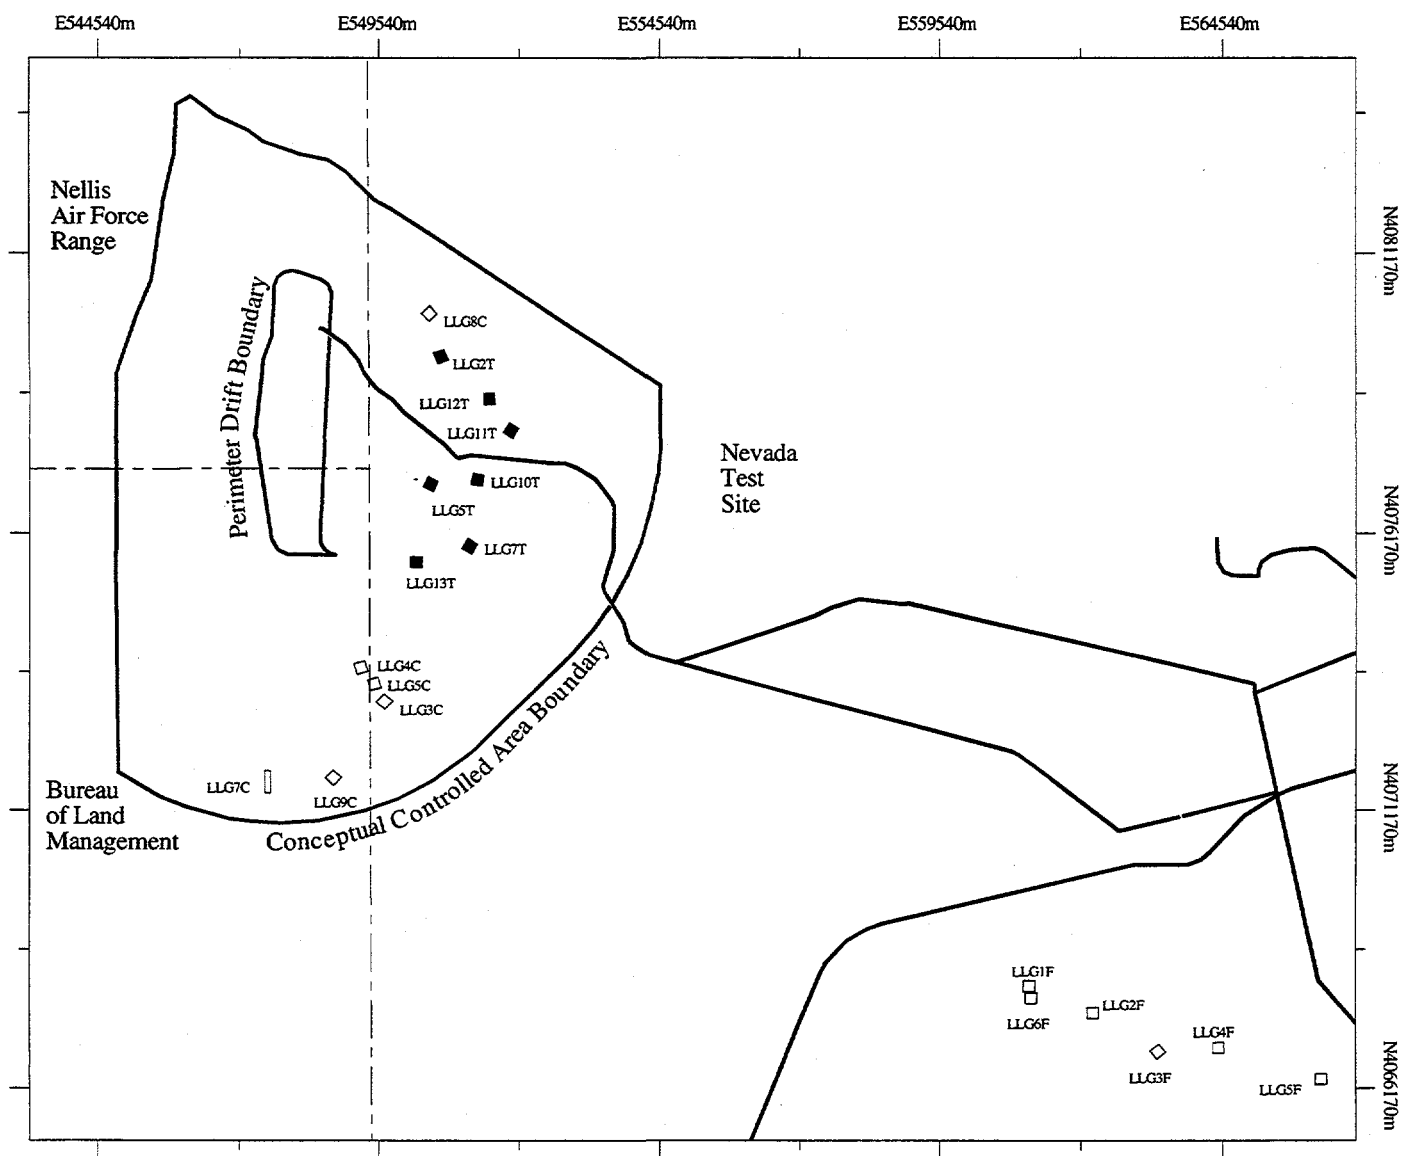 E544540m
E549540m
E554540m
E559540m
E564540m
Nellis
Air Force
Range
N4081170m
LLG8C
LLG2T
LLG12T
LLG11T
Perimeter Drift Boundary
Nevada
Test
Site
LLG10T
LLG5T
N4076170m
LLG7T
LLG13T
LLG4C
LLG5C
LLG3C
LLG7C
LLG9C
Conceptual Controlled Area Boundary
Bureau
of Land
Management
N4071170m
LLG1F
LLG6F
LLG2F
LLG4F
LLG3F
LLG5F
N4066170m